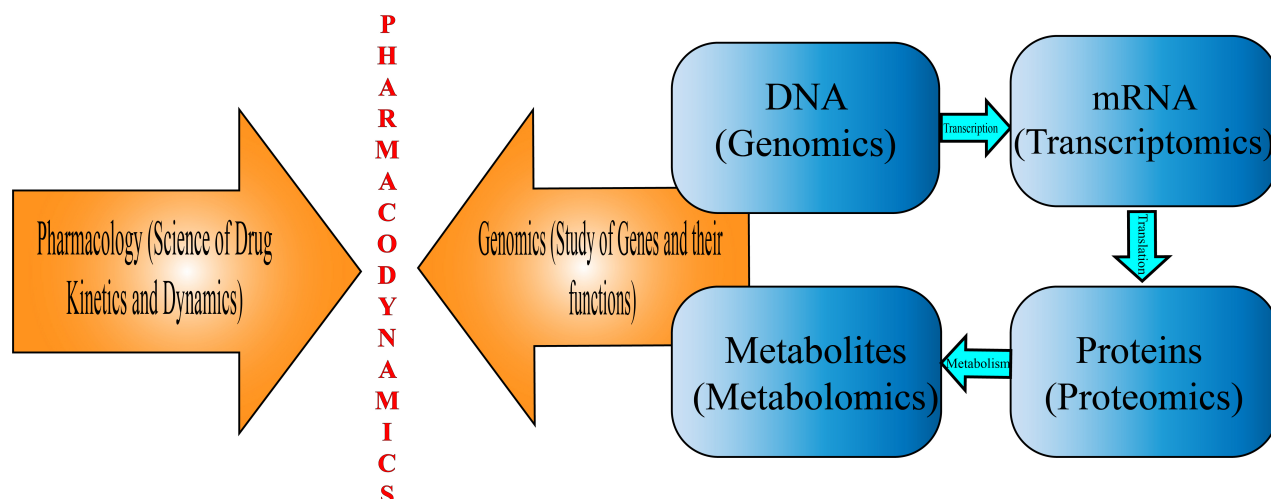 Pharmacology (Science of Drug
Kinetics and Dynamics)
PHARMACODYNAMICS
Genomics (Study of Genes and their
functions)
DNA
(Genomics)
Transcription
mRNA
(Transcriptomics)
Translation
Proteins
(Proteomics)
Metabolism
Metabolites
(Metabolomics)